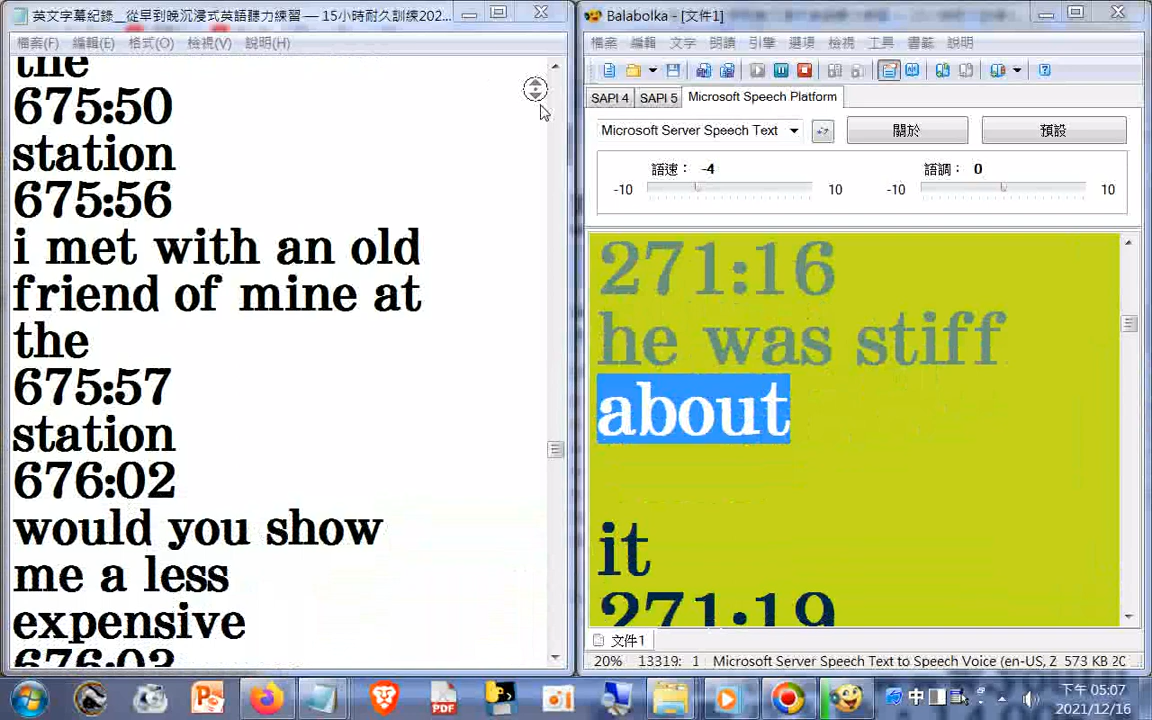 英文字幕紀錄__從早到晚沉浸式英語聽力練習 — 15小時耐久訓練202...
檔案(F) 編輯(E) 格式(O) 檢視(V) 說明(H)
the
675:50
station
675:56
i met with an old
friend of mine at
the
675:57
station
676:02
would you show
me a less
expensive
676:03
Balabolka - [文件1]
檔案 編輯 文字 朗讀 引擎 選項 檢視 工具 書籤 說明
SAPI 4 SAPI 5 Microsoft Speech Platform
Microsoft Server Speech Text 關於 預設
語速： -4 語調： 0
-10 10 -10 10
271:16
he was stiff
about
it
271:19
文件1
20% 13319: 1 Microsoft Server Speech Text to Speech Voice (en-US, Z 573 KB 20
PDF
中
下午 05:07
2021/12/16